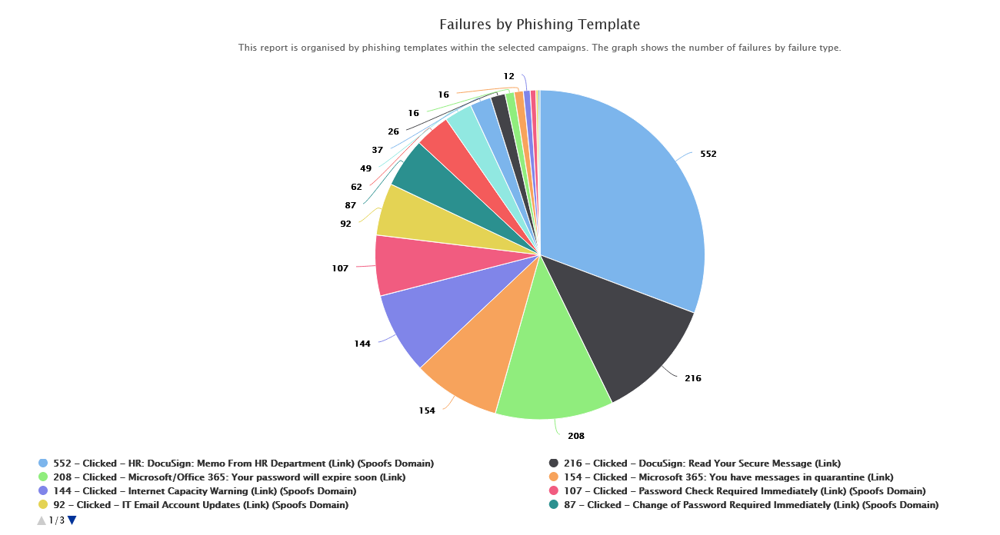 Failures by Phishing Template
This report is organised by phishing templates within the selected campaigns. The graph shows the number of failures by failure type.
12
16
16
26
37
49
62
87
92
107
144
154
208
216
552
552 – Clicked – HR: DocuSign: Memo From HR Department (Link) (Spoofs Domain)
216 – Clicked – DocuSign: Read Your Secure Message (Link)
208 – Clicked – Microsoft/Office 365: Your password will expire soon (Link)
154 – Clicked – Microsoft 365: You have messages in quarantine (Link)
144 – Clicked – Internet Capacity Warning (Link) (Spoofs Domain)
107 – Clicked – Password Check Required Immediately (Link) (Spoofs Domain)
92 – Clicked – IT Email Account Updates (Link) (Spoofs Domain)
87 – Clicked – Change of Password Required Immediately (Link) (Spoofs Domain)
1/3